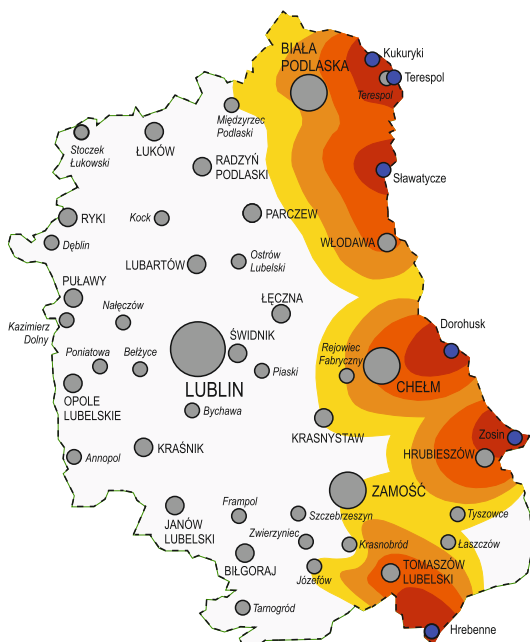 Kukuryki
BIAŁA
PODLASKA
Terespol
Terespol
Międzyrzec
Podlaski
Stoczek
Łukowski
ŁUKÓW
RADZYŃ
PODLASKI
Sławatycze
RYKI
Kock
PARCZEW
Dęblin
WŁODAWA
LUBARTÓW
Ostrów
Lubelski
PUŁAWY
Nałęczów
ŁĘCZNA
Kazimierz
Dolny
Dorohusk
ŚWIDNIK
Rejowiec
Fabryczny
Poniatowa
Bełżyce
Piaski
CHEŁM
LUBLIN
OPOLE
LUBELSKIE
Bychawa
KRASNYSTAW
Zosin
KRAŚNIK
HRUBIESZÓW
Annopol
ZAMOŚĆ
JANÓW
LUBELSKI
Frampol
Szczebrzeszyn
Tyszowce
Zwierzyniec
Krasnobród
Łaszczów
BIŁGORAJ
Józefów
TOMASZÓW
LUBELSKI
Tarnogród
Hrebenne